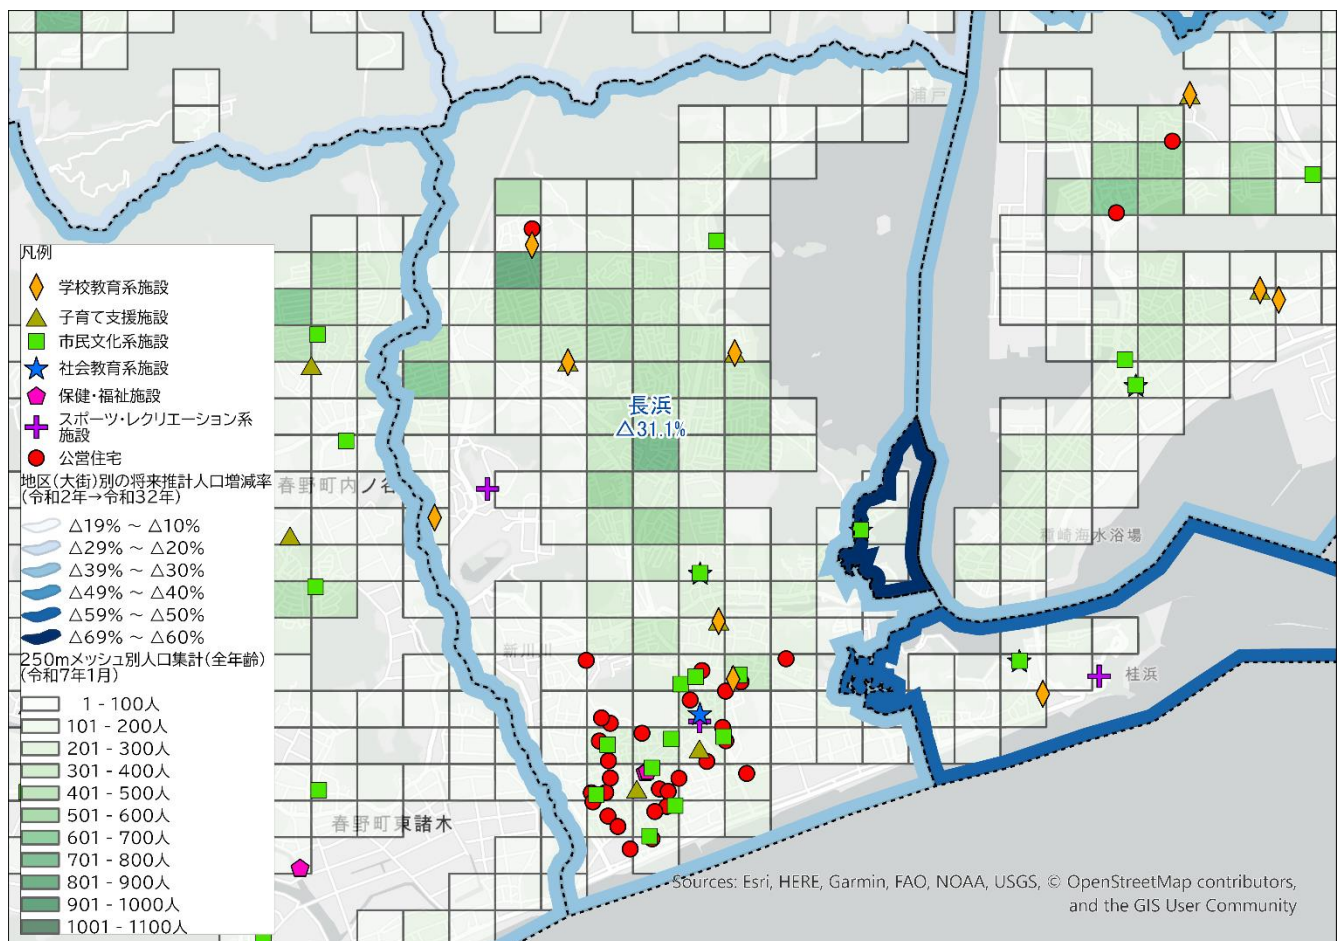 浦戸
凡例
学校教育系施設
子育て支援施設
市民文化系施設
社会教育系施設
保健・福祉施設
スポーツ・レクリエーション系
施設
公営住宅
地区(大街)別の将来推計人口増減率
(令和2年→令和32年)
△19% ~ △10%
△29% ~ △20%
△39% ~ △30%
△49% ~ △40%
△59% ~ △50%
△69% ~ △60%
250mメッシュ別人口集計(全年齢)
(令和7年1月)
1 - 100人
101 - 200人
201 - 300人
301 - 400人
401 - 500人
501 - 600人
601 - 700人
701 - 800人
801 - 900人
901 - 1000人
1001 - 1100人
長浜
△31.1%
春野町内ノ谷
種崎海水浴場
新川川
桂浜
春野町東諸木
Sources: Esri, HERE, Garmin, FAO, NOAA, USGS, © OpenStreetMap contributors,
and the GIS User Community